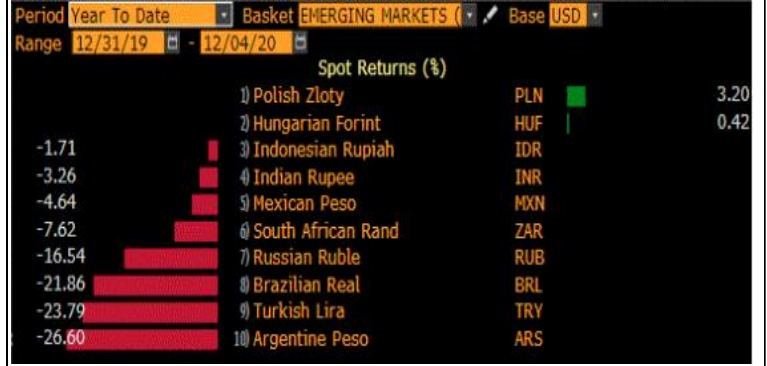 Period Year To Date Basket EMERGING MARKETS ( Base USD
Range 12/31/19 - 12/04/20
Spot Returns (%)
1) Polish Zloty PLN 3.20
2) Hungarian Forint HUF 0.42
-1.71 3) Indonesian Rupiah IDR
-3.26 4) Indian Rupee INR
-4.64 5) Mexican Peso MXN
-7.62 6) South African Rand ZAR
-16.54 7) Russian Ruble RUB
-21.86 8) Brazilian Real BRL
-23.79 9) Turkish Lira TRY
-26.60 10) Argentine Peso ARS